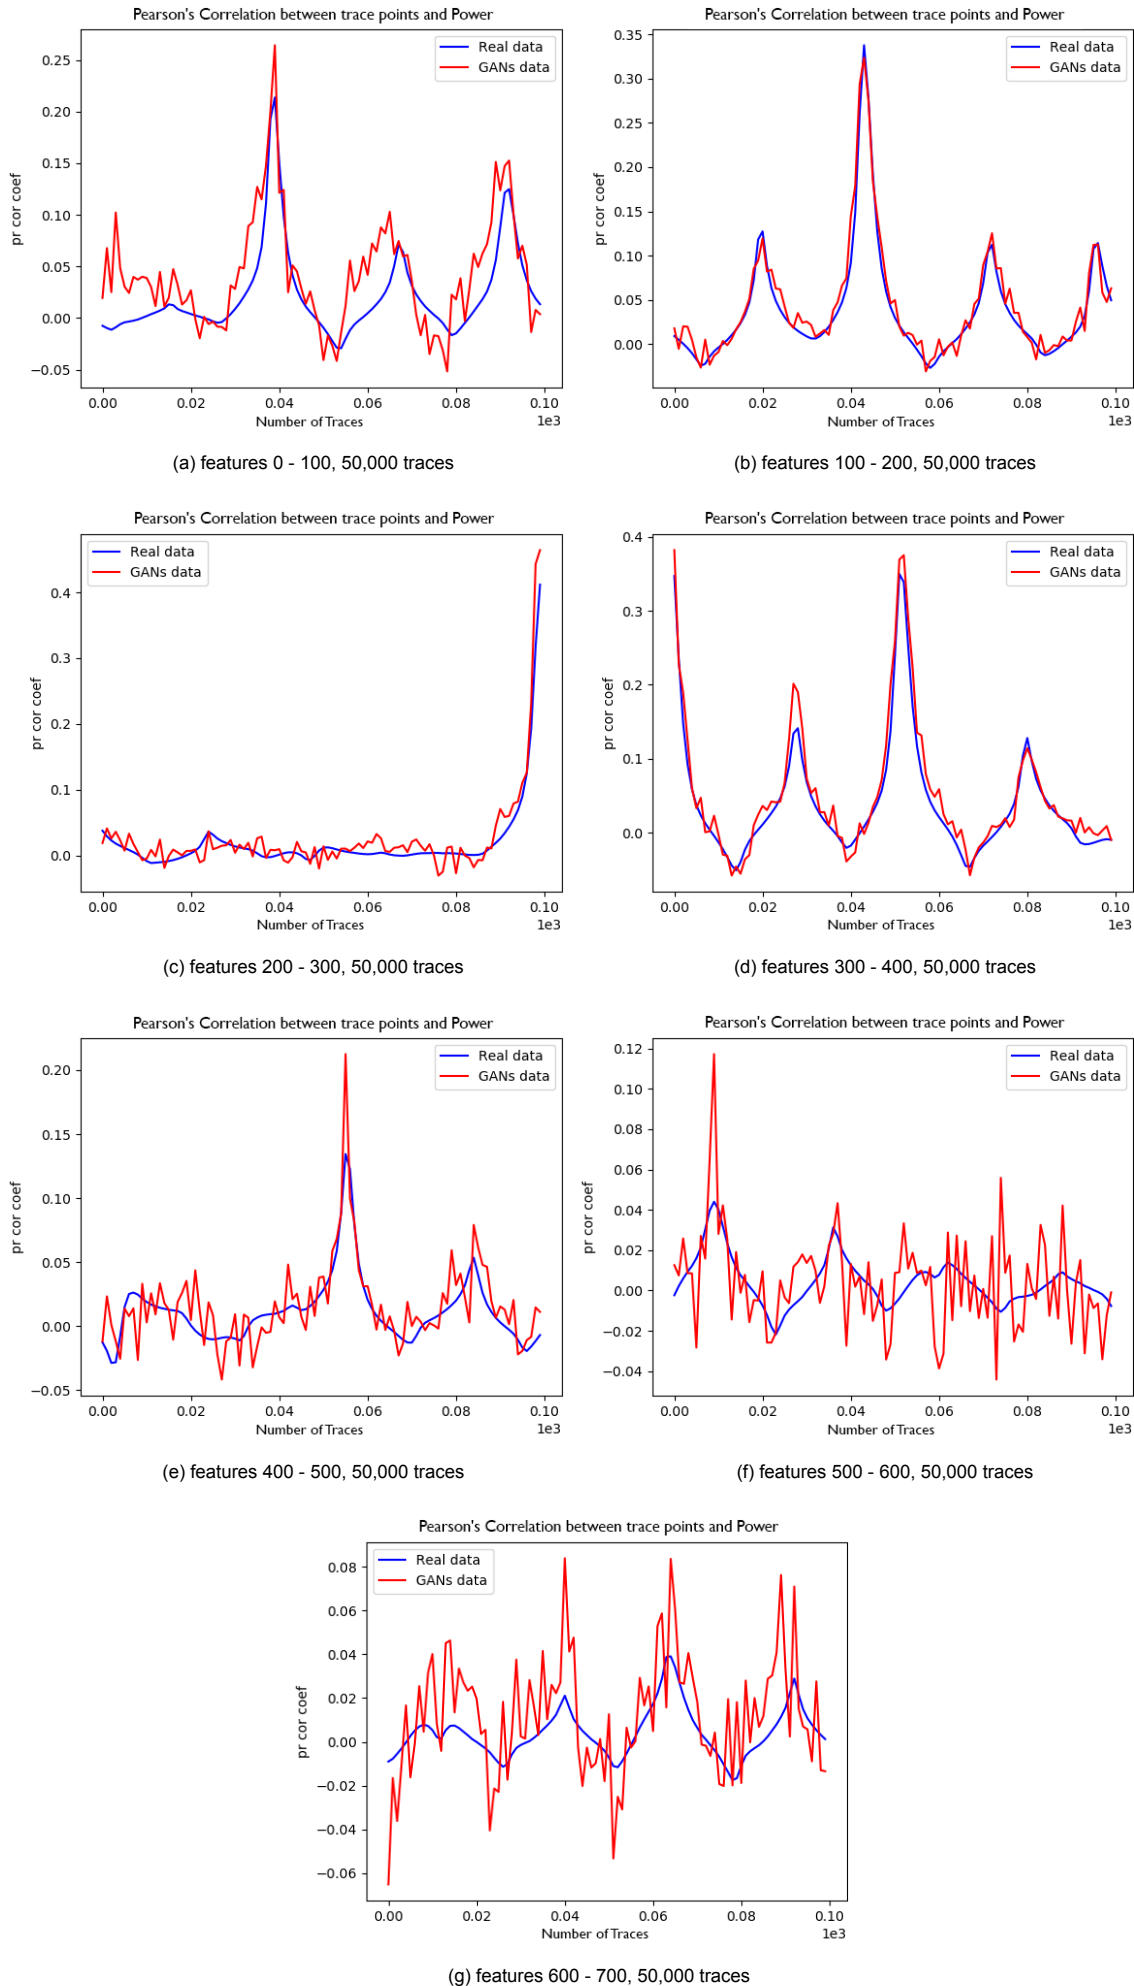 Pearson's Correlation between trace points and Power
Real data
GANs data
pr cor coef
0.25
0.20
0.15
0.10
0.05
0.00
−0.05
0.00 0.02 0.04 0.06 0.08 0.10
Number of Traces
1e3
(a) features 0 - 100, 50,000 traces
Pearson's Correlation between trace points and Power
Real data
GANs data
pr cor coef
0.35
0.30
0.25
0.20
0.15
0.10
0.05
0.00
0.00 0.02 0.04 0.06 0.08 0.10
Number of Traces
1e3
(b) features 100 - 200, 50,000 traces
Pearson's Correlation between trace points and Power
Real data
GANs data
pr cor coef
0.4
0.3
0.2
0.1
0.0
0.00 0.02 0.04 0.06 0.08 0.10
Number of Traces
1e3
(c) features 200 - 300, 50,000 traces
Pearson's Correlation between trace points and Power
Real data
GANs data
pr cor coef
0.4
0.3
0.2
0.1
0.0
0.00 0.02 0.04 0.06 0.08 0.10
Number of Traces
1e3
(d) features 300 - 400, 50,000 traces
Pearson's Correlation between trace points and Power
Real data
GANs data
pr cor coef
0.20
0.15
0.10
0.05
0.00
−0.05
0.00 0.02 0.04 0.06 0.08 0.10
Number of Traces
1e3
(e) features 400 - 500, 50,000 traces
Pearson's Correlation between trace points and Power
Real data
GANs data
pr cor coef
0.12
0.10
0.08
0.06
0.04
0.02
0.00
−0.02
−0.04
0.00 0.02 0.04 0.06 0.08 0.10
Number of Traces
1e3
(f) features 500 - 600, 50,000 traces
Pearson's Correlation between trace points and Power
Real data
GANs data
pr cor coef
0.08
0.06
0.04
0.02
0.00
−0.02
−0.04
−0.06
0.00 0.02 0.04 0.06 0.08 0.10
Number of Traces
1e3
(g) features 600 - 700, 50,000 traces